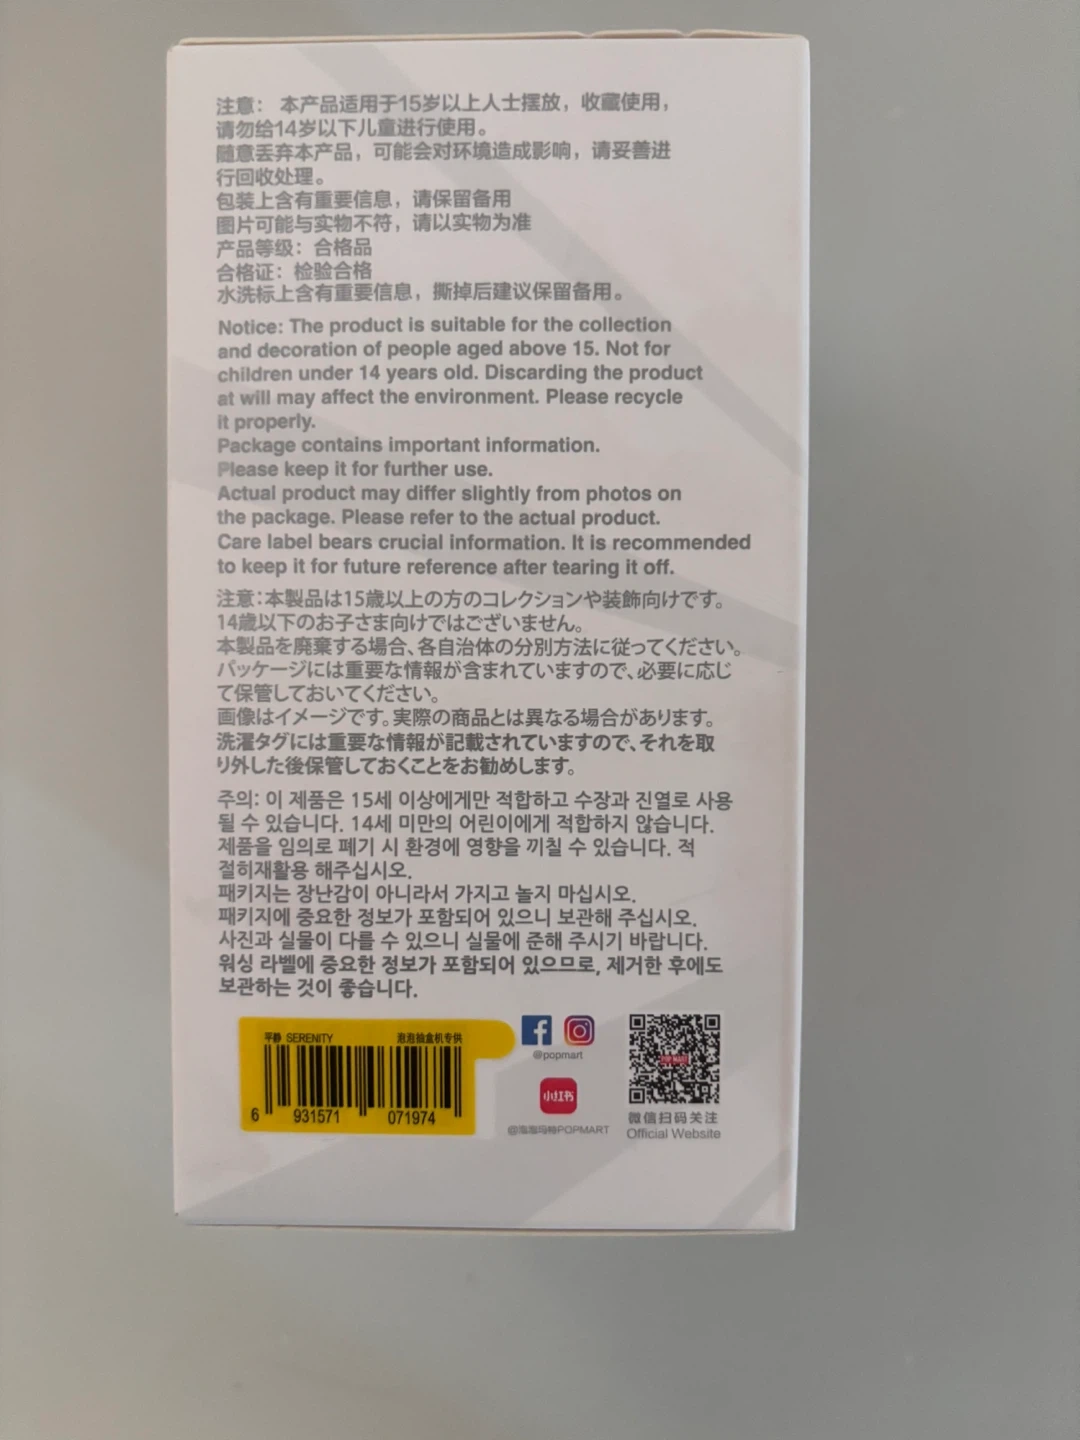 注意： 本产品适用于15岁以上人士摆放，收藏使用，
请勿给14岁以下儿童进行使用。
随意丢弃本产品，可能会对环境造成影响，请妥善进
行回收处理。
包装上含有重要信息，请保留备用
图片可能与实物不符，请以实物为准
产品等级：合格品
合格证：检验合格
水洗标上含有重要信息，撕掉后建议保留备用。
Notice: The product is suitable for the collection
and decoration of people aged above 15. Not for
children under 14 years old. Discarding the product
at will may affect the environment. Please recycle
it properly.
Package contains important information.
Please keep it for further use.
Actual product may differ slightly from photos on
the package. Please refer to the actual product.
Care label bears crucial information. It is recommended
to keep it for future reference after tearing it off.
注意：本製品は15歳以上の方のコレクションや装飾向けです。
14歳以下のお子さま向けではございません。
本製品を廃棄する場合、各自治体の分別方法に従ってください。
パッケージには重要な情報が含まれていますので、必要に応じ
て保管しておいてください。
画像はイメージです。実際の商品とは異なる場合があります。
洗濯タグには重要な情報が記載されていますので、それを取
り外した後保管しておくことをお勧めします。
주의: 이 제품은 15세 이상에게만 적합하고 수장과 진열로 사용
될 수 있습니다. 14세 미만의 어린이에게 적합하지 않습니다.
제품을 임의로 폐기 시 환경에 영향을 끼칠 수 있습니다. 적
절히재활용 해주십시오.
패키지는 장난감이 아니라서 가지고 놀지 마십시오.
패키지에 중요한 정보가 포함되어 있으니 보관해 주십시오.
사진과 실물이 다를 수 있으니 실물에 준해 주시기 바랍니다.
워싱 라벨에 중요한 정보가 포함되어 있으므로, 제거한 후에도
보관하는 것이 좋습니다.
平静 SERENITY 泡泡抽盒机专供
6 931571 071974
@popmart
小红书
@泡泡玛特POPMART
POP MART
微信扫码关注
Official Website